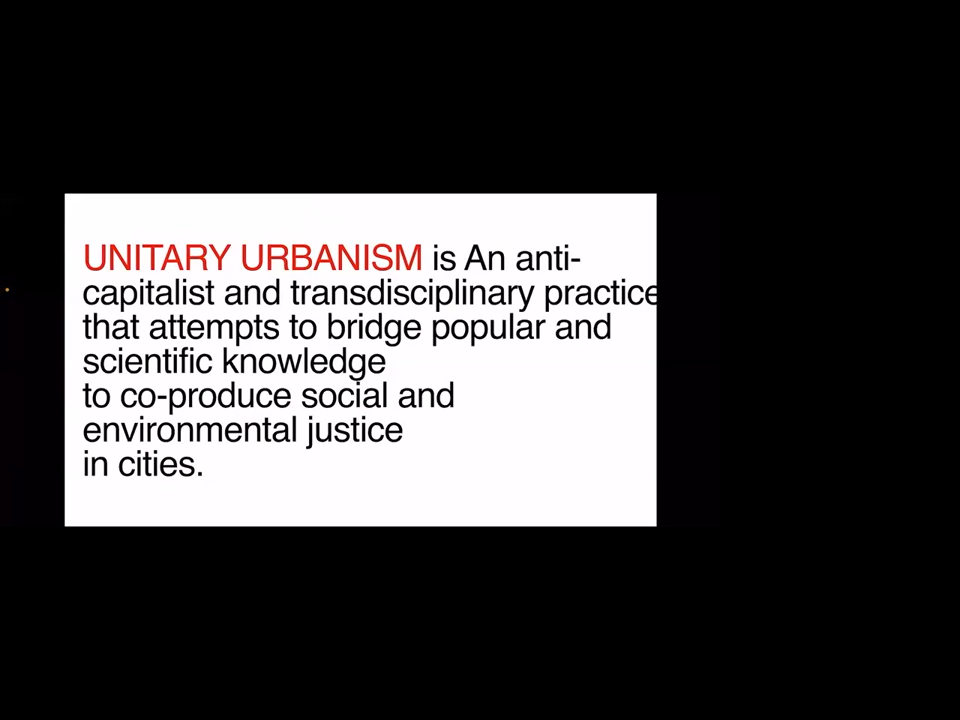 UNITARY URBANISM is An anti-
capitalist and transdisciplinary practice
that attempts to bridge popular and
scientific knowledge
to co-produce social and
environmental justice
in cities.